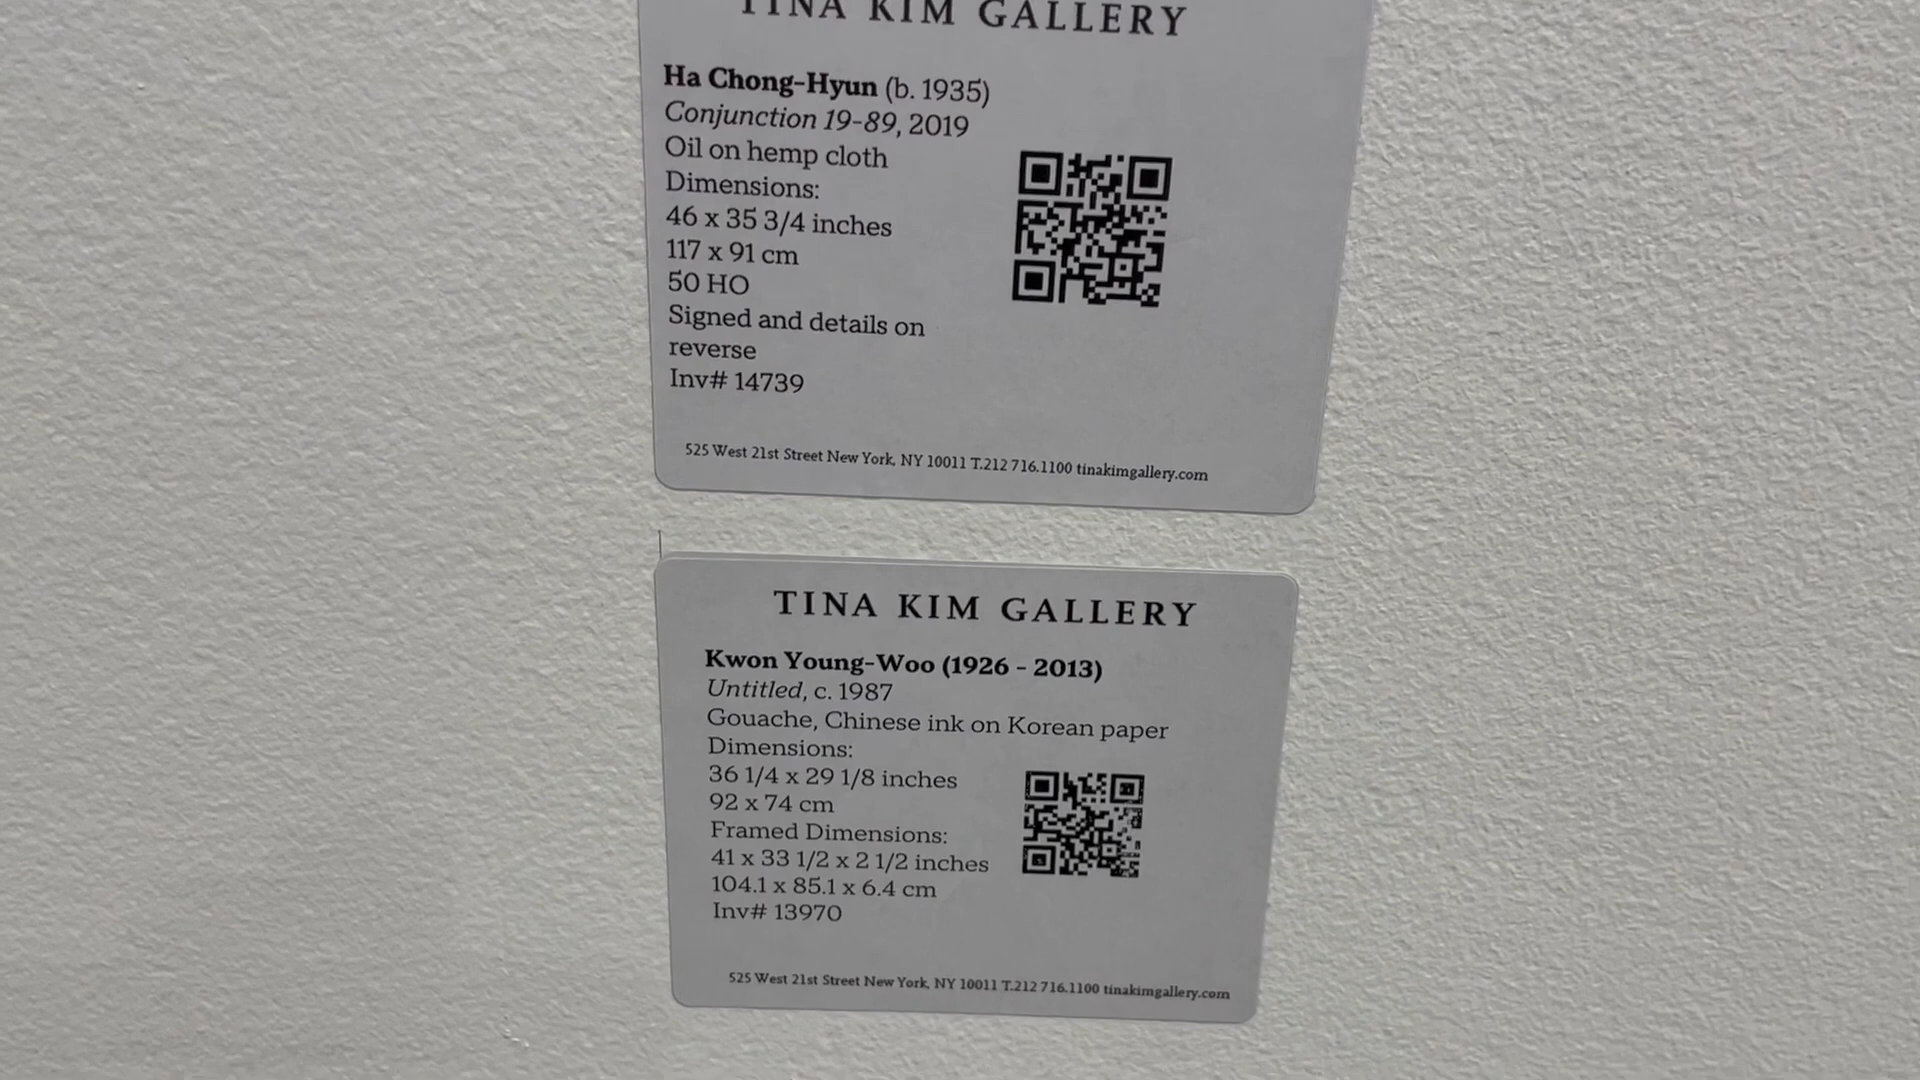 TINA KIM GALLERY
Ha Chong-Hyun (b. 1935)
Conjunction 19-89, 2019
Oil on hemp cloth
Dimensions:
46 x 35 3/4 inches
117 x 91 cm
50 HO
Signed and details on
reverse
Inv# 14739
525 West 21st Street New York, NY 10011 T.212 716.1100 tinakimgallery.com
TINA KIM GALLERY
Kwon Young-Woo (1926 - 2013)
Untitled, c. 1987
Gouache, Chinese ink on Korean paper
Dimensions:
36 1/4 x 29 1/8 inches
92 x 74 cm
Framed Dimensions:
41 x 33 1/2 x 2 1/2 inches
104.1 x 85.1 x 6.4 cm
Inv# 13970
525 West 21st Street New York, NY 10011 T.212 716.1100 tinakimgallery.com